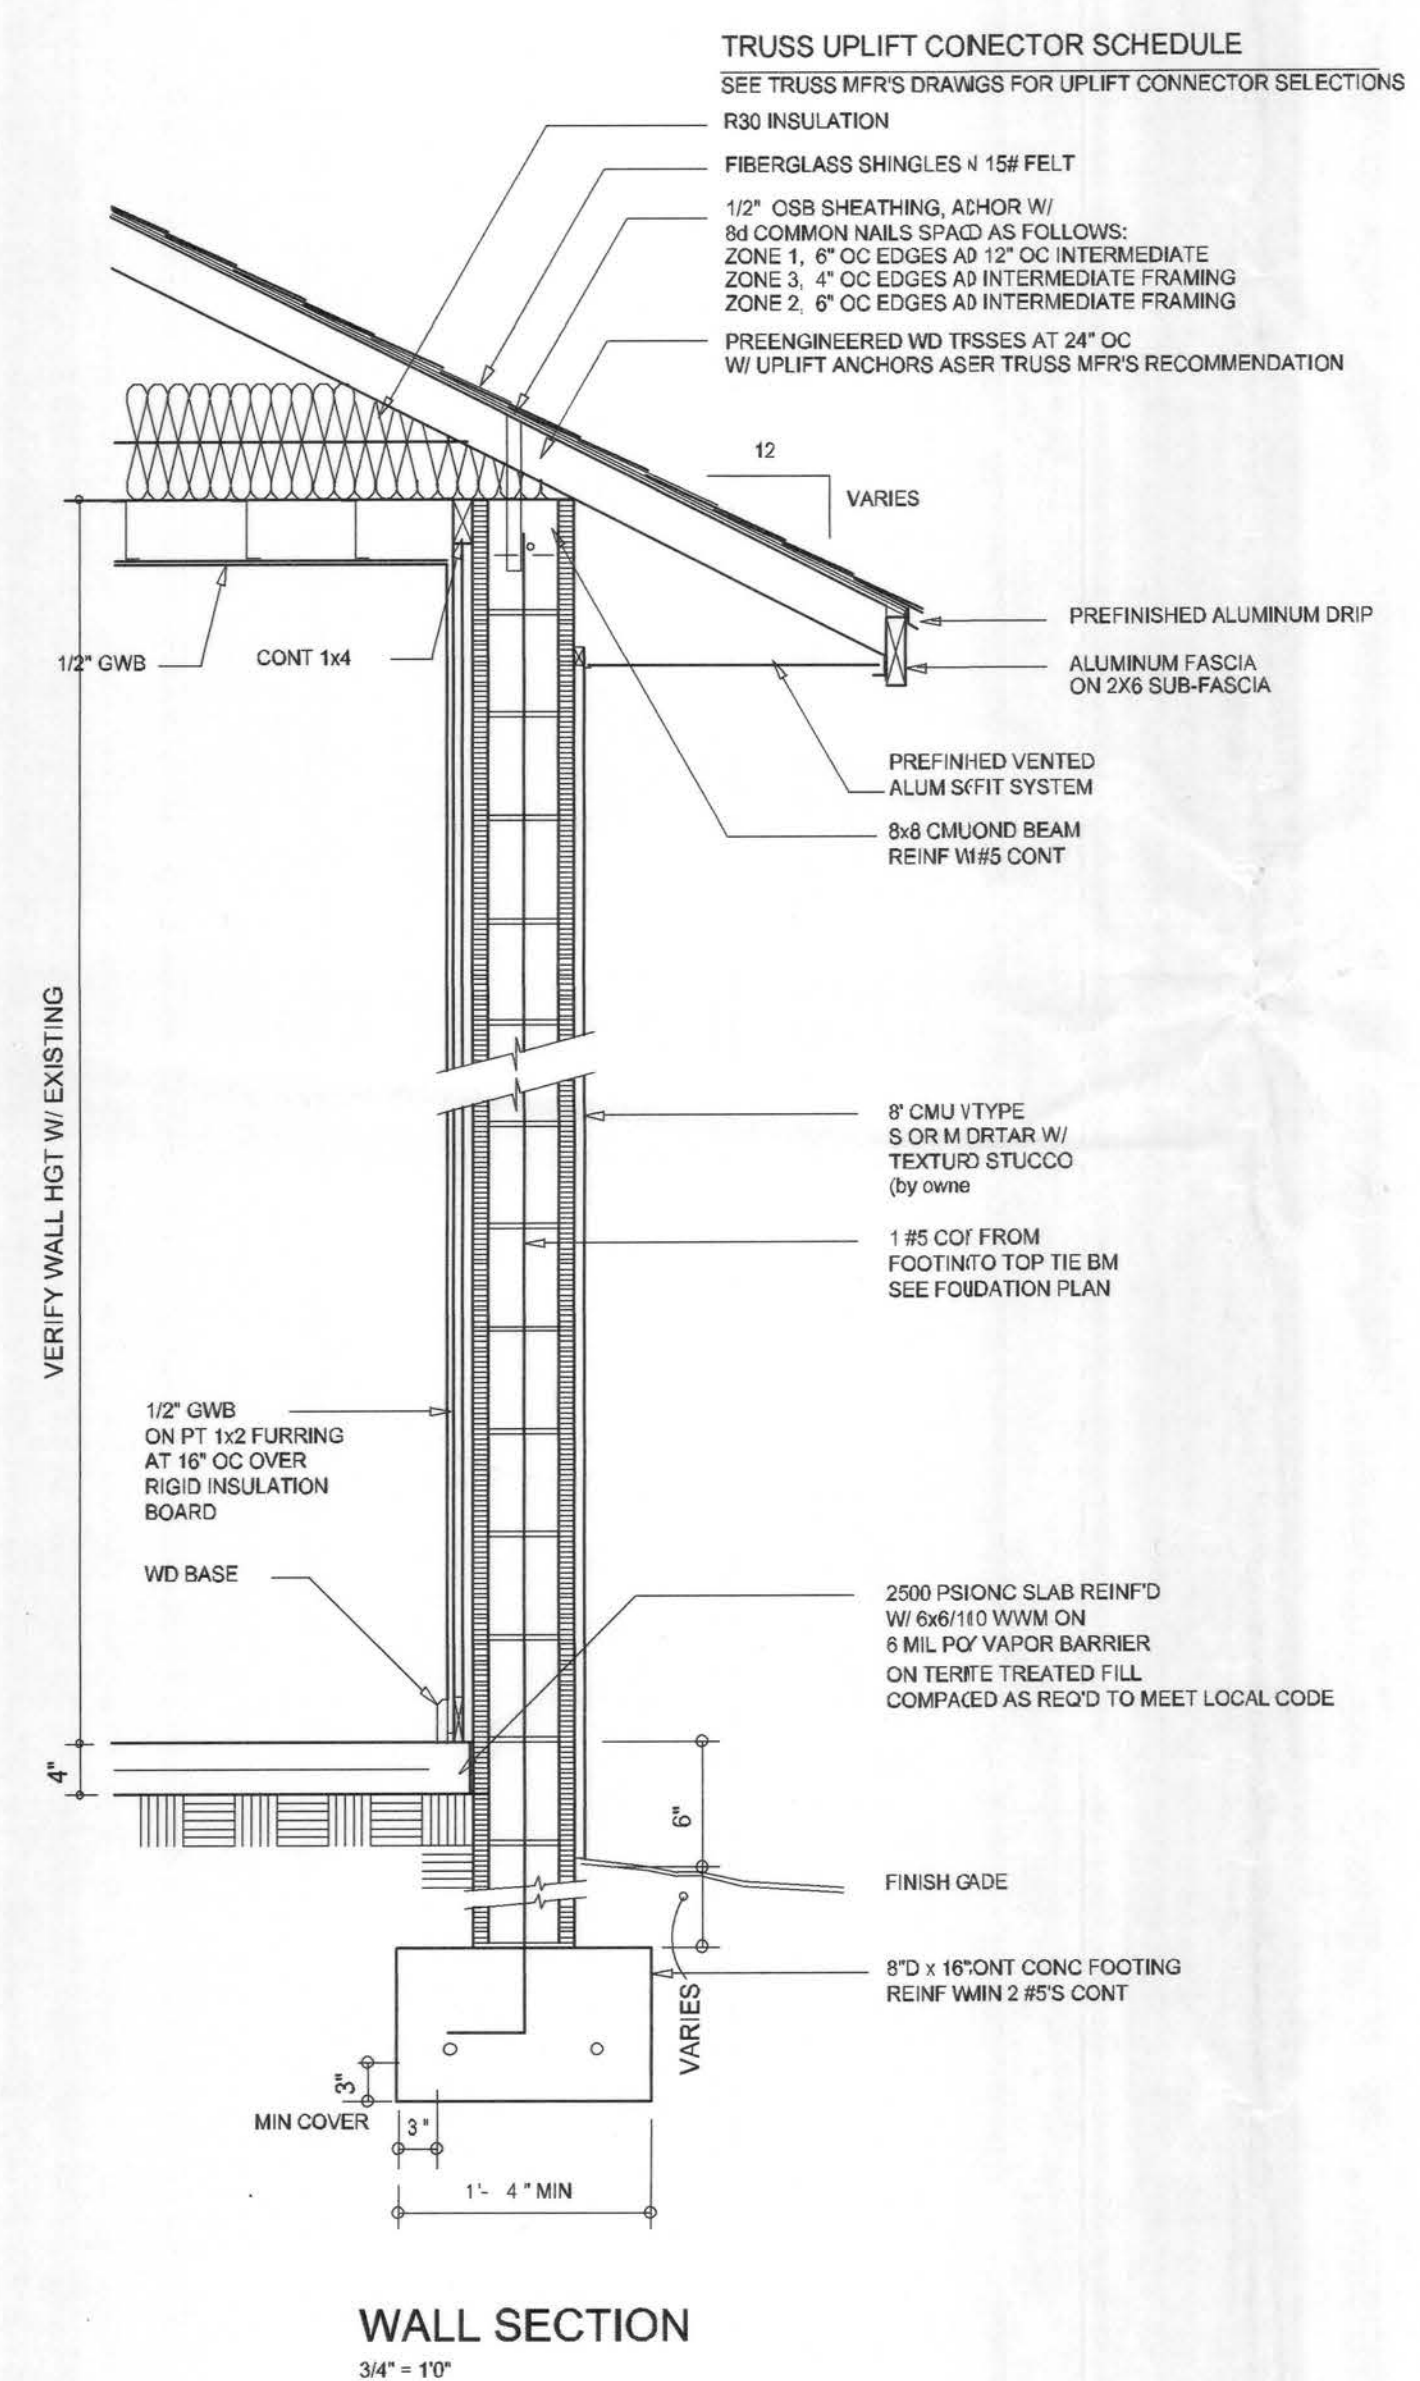 TRUSS UPLIFT CONECTOR SCHEDULE
SEE TRUSS MFR'S DRAWIGS FOR UPLIFT CONNECTOR SELECTIONS
R30 INSULATION
FIBERGLASS SHINGLES N 15# FELT
1/2" OSB SHEATHING, ACHOR W/
8d COMMON NAILS SPACD AS FOLLOWS:
ZONE 1, 6" OC EDGES AD 12" OC INTERMEDIATE
ZONE 3, 4" OC EDGES AD INTERMEDIATE FRAMING
ZONE 2, 6" OC EDGES AD INTERMEDIATE FRAMING
PREENGINEERED WD TRSSES AT 24" OC
W/ UPLIFT ANCHORS ASER TRUSS MFR'S RECOMMENDATION
12
VARIES
PREFINISHED ALUMINUM DRIP
1/2" GWB
CONT 1x4
ALUMINUM FASCIA
ON 2X6 SUB-FASCIA
PREFINHED VENTED
ALUM SFFIT SYSTEM
8x8 CMUOND BEAM
REINF W1#5 CONT
VERIFY WALL HGT W/ EXISTING
8' CMU VTYPE
S OR M DRTAR W/
TEXTURD STUCCO
(by owne
1 #5 COI' FROM
FOOTIN(TO TOP TIE BM
SEE FOUDATION PLAN
1/2" GWB
ON PT 1x2 FURRING
AT 16" OC OVER
RIGID INSULATION
BOARD
WD BASE
2500 PSIONC SLAB REINF'D
W/ 6x6/110 WWM ON
6 MIL POY VAPOR BARRIER
ON TERITE TREATED FILL
COMPACED AS REQ'D TO MEET LOCAL CODE
4"
6"
FINISH GADE
VARIES
8"D x 16"ONT CONC FOOTING
REINF WMIN 2 #5'S CONT
3"
MIN COVER
3 "
1'- 4 " MIN
WALL SECTION
3/4" = 1'0"